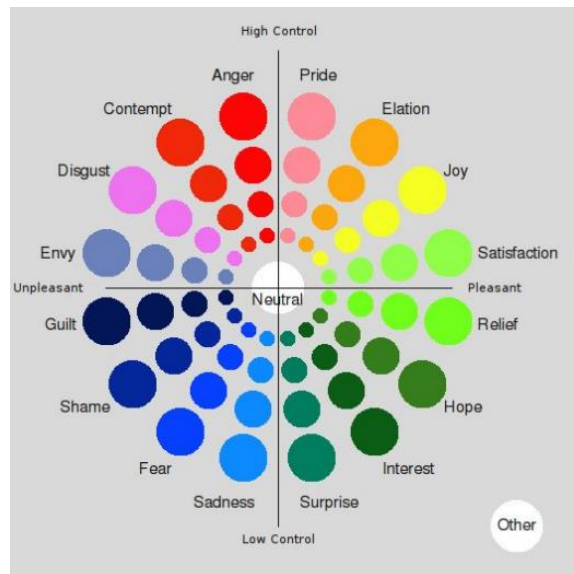 High Control
Anger
Pride
Contempt
Elation
Disgust
Joy
Envy
Satisfaction
Unpleasant
Neutral
Pleasant
Guilt
Relief
Shame
Hope
Fear
Interest
Sadness
Surprise
Other
Low Control